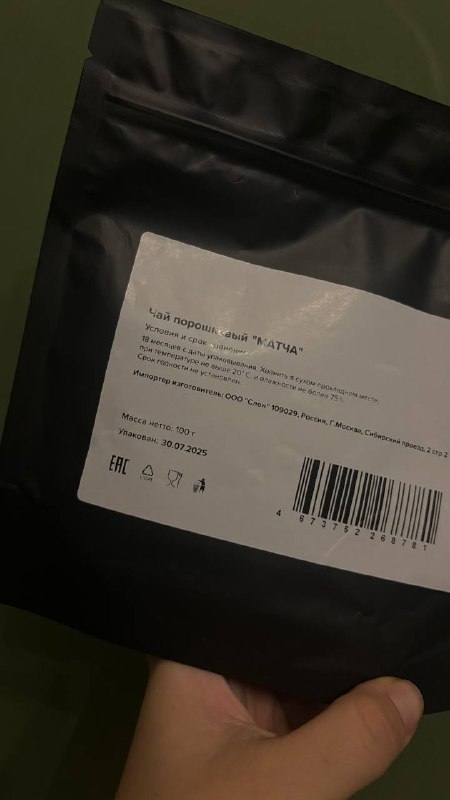 Чай порошковый "МАТЧА"
Условия и срок хранения:
18 месяцев с даты упаковывания. Хранить в сухом прохладном месте,
при температуре не выше 20° С, и влажности не более 75%.
Срок годности не установлен.
Импортер изготовитель: ООО "Слон" 109029, Россия, Г.Москва, Сибирский проезд, 2 стр 2
Масса нетто: 100 г
Упакован: 30.07.2025
EAC
4 673752 268781